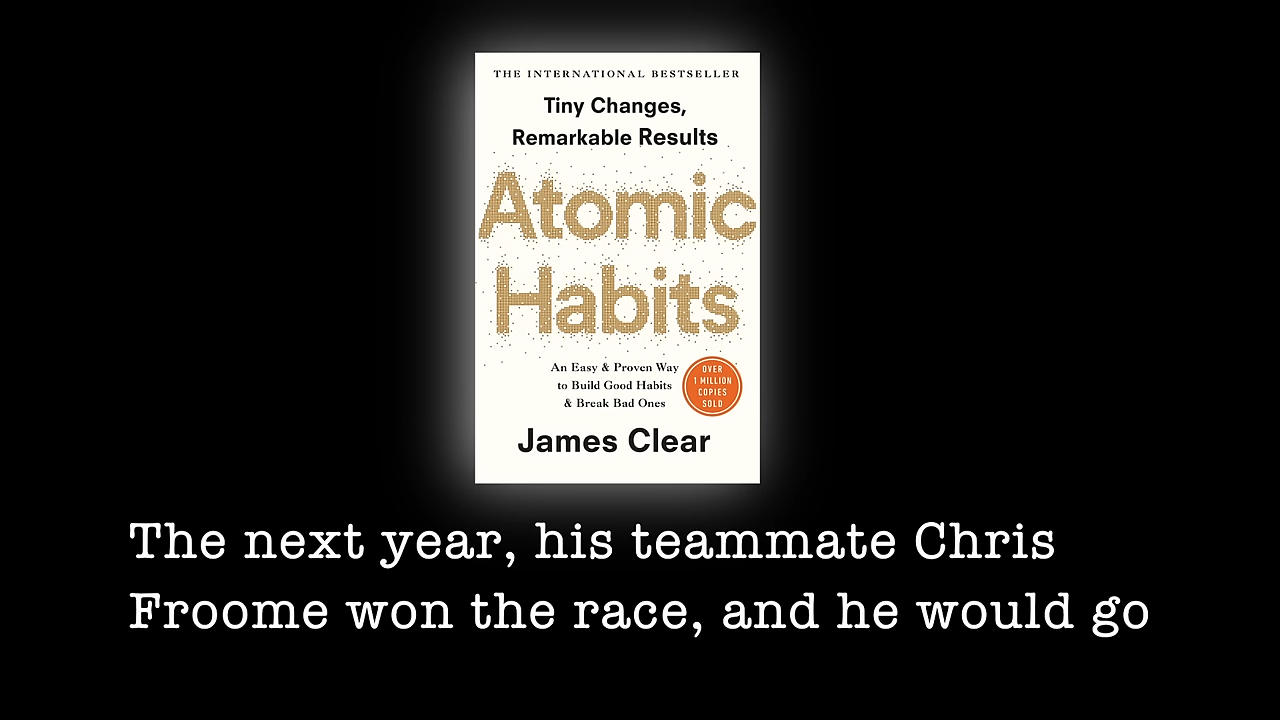 THE INTERNATIONAL BESTSELLER
Tiny Changes,
Remarkable Results
Atomic
Habits
An Easy & Proven Way
to Build Good Habits
& Break Bad Ones
OVER
1 MILLION
COPIES
SOLD
James Clear
The next year, his teammate Chris
Froome won the race, and he would go